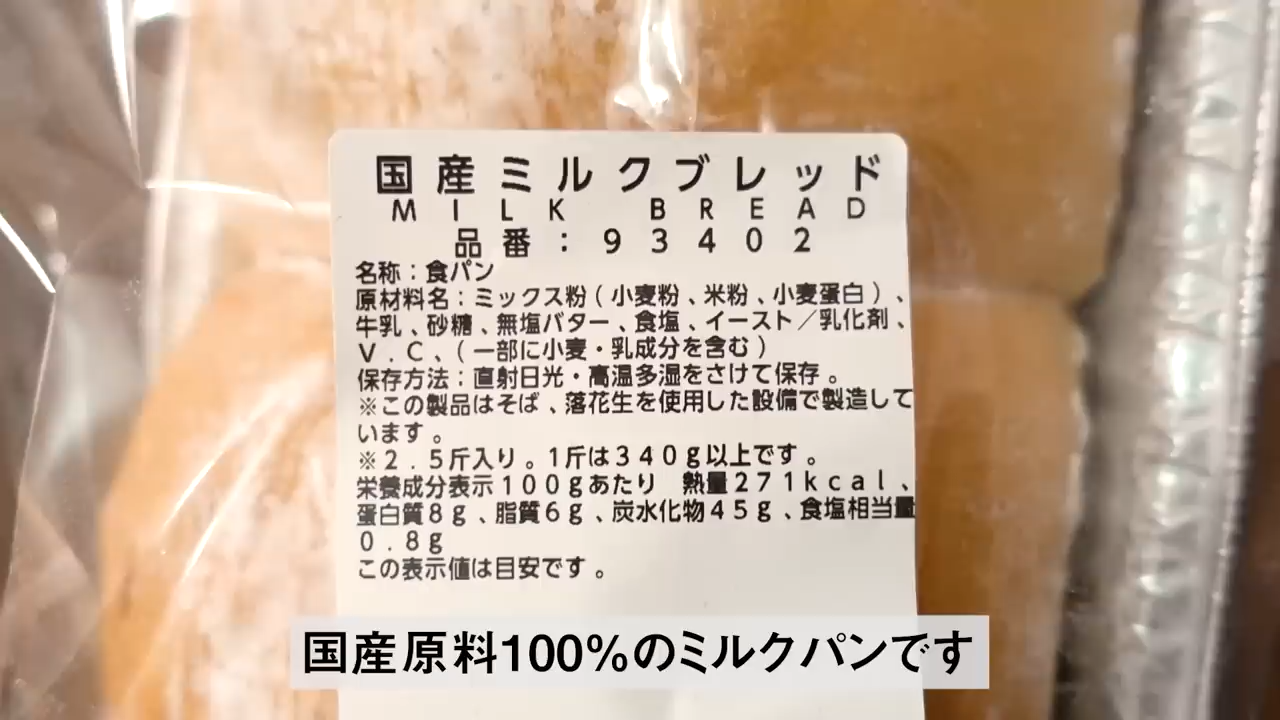 国産ミルクブレッド
MILK BREAD
品番：93402
名称：食パン
原材料名：ミックス粉（小麦粉、米粉、小麦蛋白）、
牛乳、砂糖、無塩バター、食塩、イースト／乳化剤、
V．C、（一部に小麦・乳成分を含む）
保存方法：直射日光・高温多湿をさけて保存。
※この製品はそば、落花生を使用した設備で製造して
います。
※2．5斤入り。1斤は340g以上です。
栄養成分表示100gあたり　熱量271kcal、
蛋白質8g、脂質6g、炭水化物45g、食塩相当量
0．8g
この表示値は目安です。
国産原料100%のミルクパンです